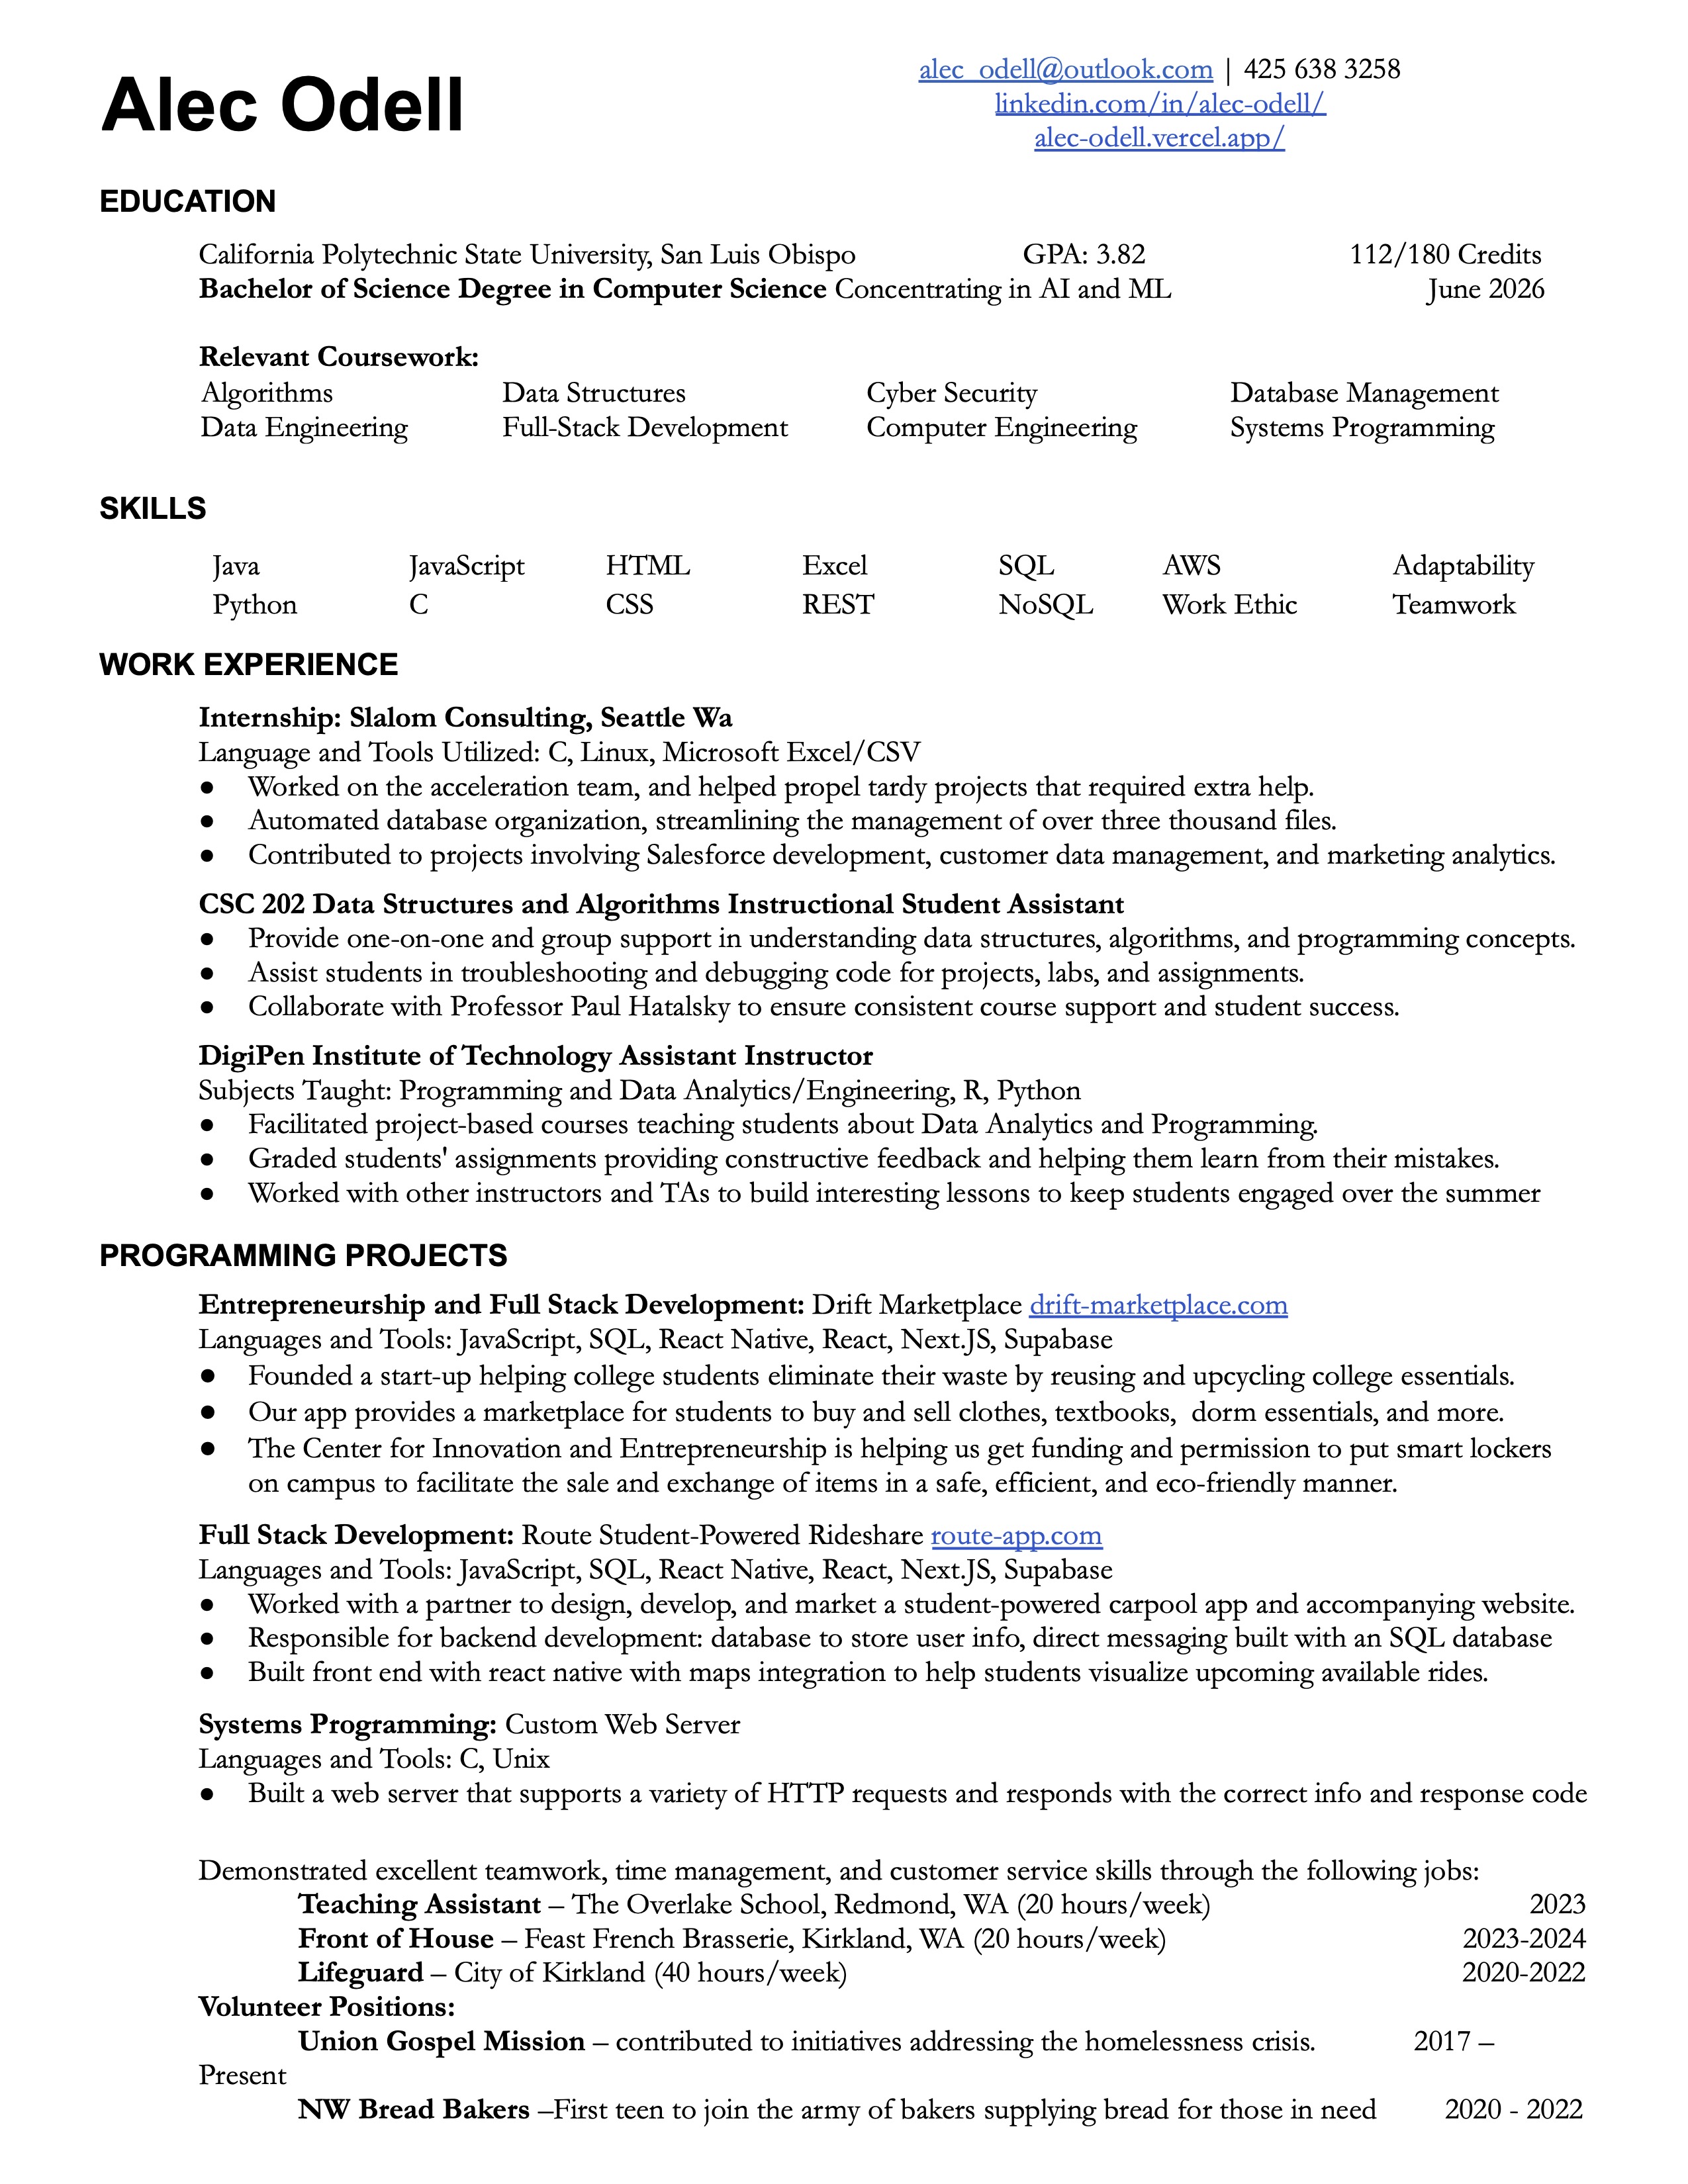 Alec Odell
alec_odell@outlook.com | 425 638 3258
linkedin.com/in/alec-odell/
alec-odell.vercel.app/
EDUCATION
California Polytechnic State University, San Luis Obispo GPA: 3.82 112/180 Credits
Bachelor of Science Degree in Computer Science Concentrating in AI and ML June 2026
Relevant Coursework:
Algorithms Data Structures Cyber Security Database Management
Data Engineering Full-Stack Development Computer Engineering Systems Programming
SKILLS
Java JavaScript HTML Excel SQL AWS Adaptability
Python C CSS REST NoSQL Work Ethic Teamwork
WORK EXPERIENCE
Internship: Slalom Consulting, Seattle Wa
Language and Tools Utilized: C, Linux, Microsoft Excel/CSV
● Worked on the acceleration team, and helped propel tardy projects that required extra help.
● Automated database organization, streamlining the management of over three thousand files.
● Contributed to projects involving Salesforce development, customer data management, and marketing analytics.
CSC 202 Data Structures and Algorithms Instructional Student Assistant
● Provide one-on-one and group support in understanding data structures, algorithms, and programming concepts.
● Assist students in troubleshooting and debugging code for projects, labs, and assignments.
● Collaborate with Professor Paul Hatalsky to ensure consistent course support and student success.
DigiPen Institute of Technology Assistant Instructor
Subjects Taught: Programming and Data Analytics/Engineering, R, Python
● Facilitated project-based courses teaching students about Data Analytics and Programming.
● Graded students' assignments providing constructive feedback and helping them learn from their mistakes.
● Worked with other instructors and TAs to build interesting lessons to keep students engaged over the summer
PROGRAMMING PROJECTS
Entrepreneurship and Full Stack Development: Drift Marketplace drift-marketplace.com
Languages and Tools: JavaScript, SQL, React Native, React, Next.JS, Supabase
● Founded a start-up helping college students eliminate their waste by reusing and upcycling college essentials.
● Our app provides a marketplace for students to buy and sell clothes, textbooks,  dorm essentials, and more.
● The Center for Innovation and Entrepreneurship is helping us get funding and permission to put smart lockers
on campus to facilitate the sale and exchange of items in a safe, efficient, and eco-friendly manner.
Full Stack Development: Route Student-Powered Rideshare route-app.com
Languages and Tools: JavaScript, SQL, React Native, React, Next.JS, Supabase
● Worked with a partner to design, develop, and market a student-powered carpool app and accompanying website.
● Responsible for backend development: database to store user info, direct messaging built with an SQL database
● Built front end with react native with maps integration to help students visualize upcoming available rides.
Systems Programming: Custom Web Server
Languages and Tools: C, Unix
● Built a web server that supports a variety of HTTP requests and responds with the correct info and response code
Demonstrated excellent teamwork, time management, and customer service skills through the following jobs:
Teaching Assistant – The Overlake School, Redmond, WA (20 hours/week) 2023
Front of House – Feast French Brasserie, Kirkland, WA (20 hours/week) 2023-2024
Lifeguard – City of Kirkland (40 hours/week) 2020-2022
Volunteer Positions:
Union Gospel Mission – contributed to initiatives addressing the homelessness crisis. 2017 –
Present
NW Bread Bakers –First teen to join the army of bakers supplying bread for those in need 2020 - 2022